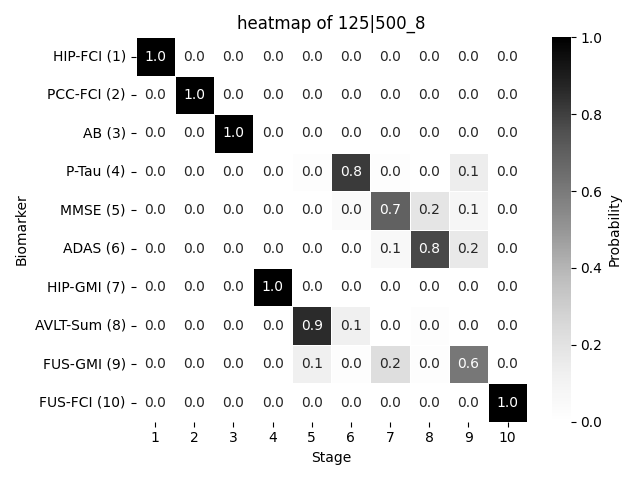 heatmap of 125|500_8
HIP-FCI (1) 1.0 0.0 0.0 0.0 0.0 0.0 0.0 0.0 0.0 0.0
PCC-FCI (2) 0.0 1.0 0.0 0.0 0.0 0.0 0.0 0.0 0.0 0.0
AB (3) 0.0 0.0 1.0 0.0 0.0 0.0 0.0 0.0 0.0 0.0
P-Tau (4) 0.0 0.0 0.0 0.0 0.0 0.8 0.0 0.0 0.1 0.0
MMSE (5) 0.0 0.0 0.0 0.0 0.0 0.0 0.7 0.2 0.1 0.0
ADAS (6) 0.0 0.0 0.0 0.0 0.0 0.0 0.1 0.8 0.2 0.0
HIP-GMI (7) 0.0 0.0 0.0 1.0 0.0 0.0 0.0 0.0 0.0 0.0
AVLT-Sum (8) 0.0 0.0 0.0 0.0 0.9 0.1 0.0 0.0 0.0 0.0
FUS-GMI (9) 0.0 0.0 0.0 0.0 0.1 0.0 0.2 0.0 0.6 0.0
FUS-FCI (10) 0.0 0.0 0.0 0.0 0.0 0.0 0.0 0.0 0.0 1.0
1 2 3 4 5 6 7 8 9 10
Stage
Biomarker
1.0
0.8
0.6
0.4
0.2
0.0
Probability